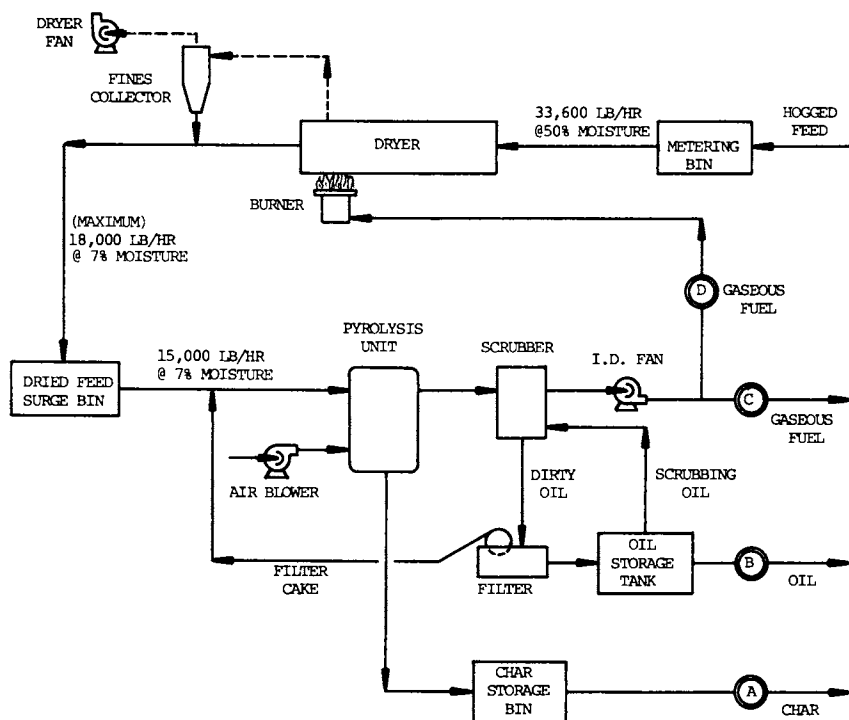 DRYER
FAN
FINES
COLLECTOR
33,600 LB/HR
@50% MOISTURE
HOGGED
FEED
DRYER
METERING
BIN
BURNER
(MAXIMUM)
18,000 LB/HR
@ 7% MOISTURE
D
GASEOUS
FUEL
PYROLYSIS
UNIT
SCRUBBER
I.D. FAN
15,000 LB/HR
@ 7% MOISTURE
DRIED FEED
SURGE BIN
C
GASEOUS
FUEL
AIR BLOWER
DIRTY
OIL
SCRUBBING
OIL
OIL
STORAGE
TANK
B
OIL
FILTER
CAKE
FILTER
CHAR
STORAGE
BIN
A
CHAR